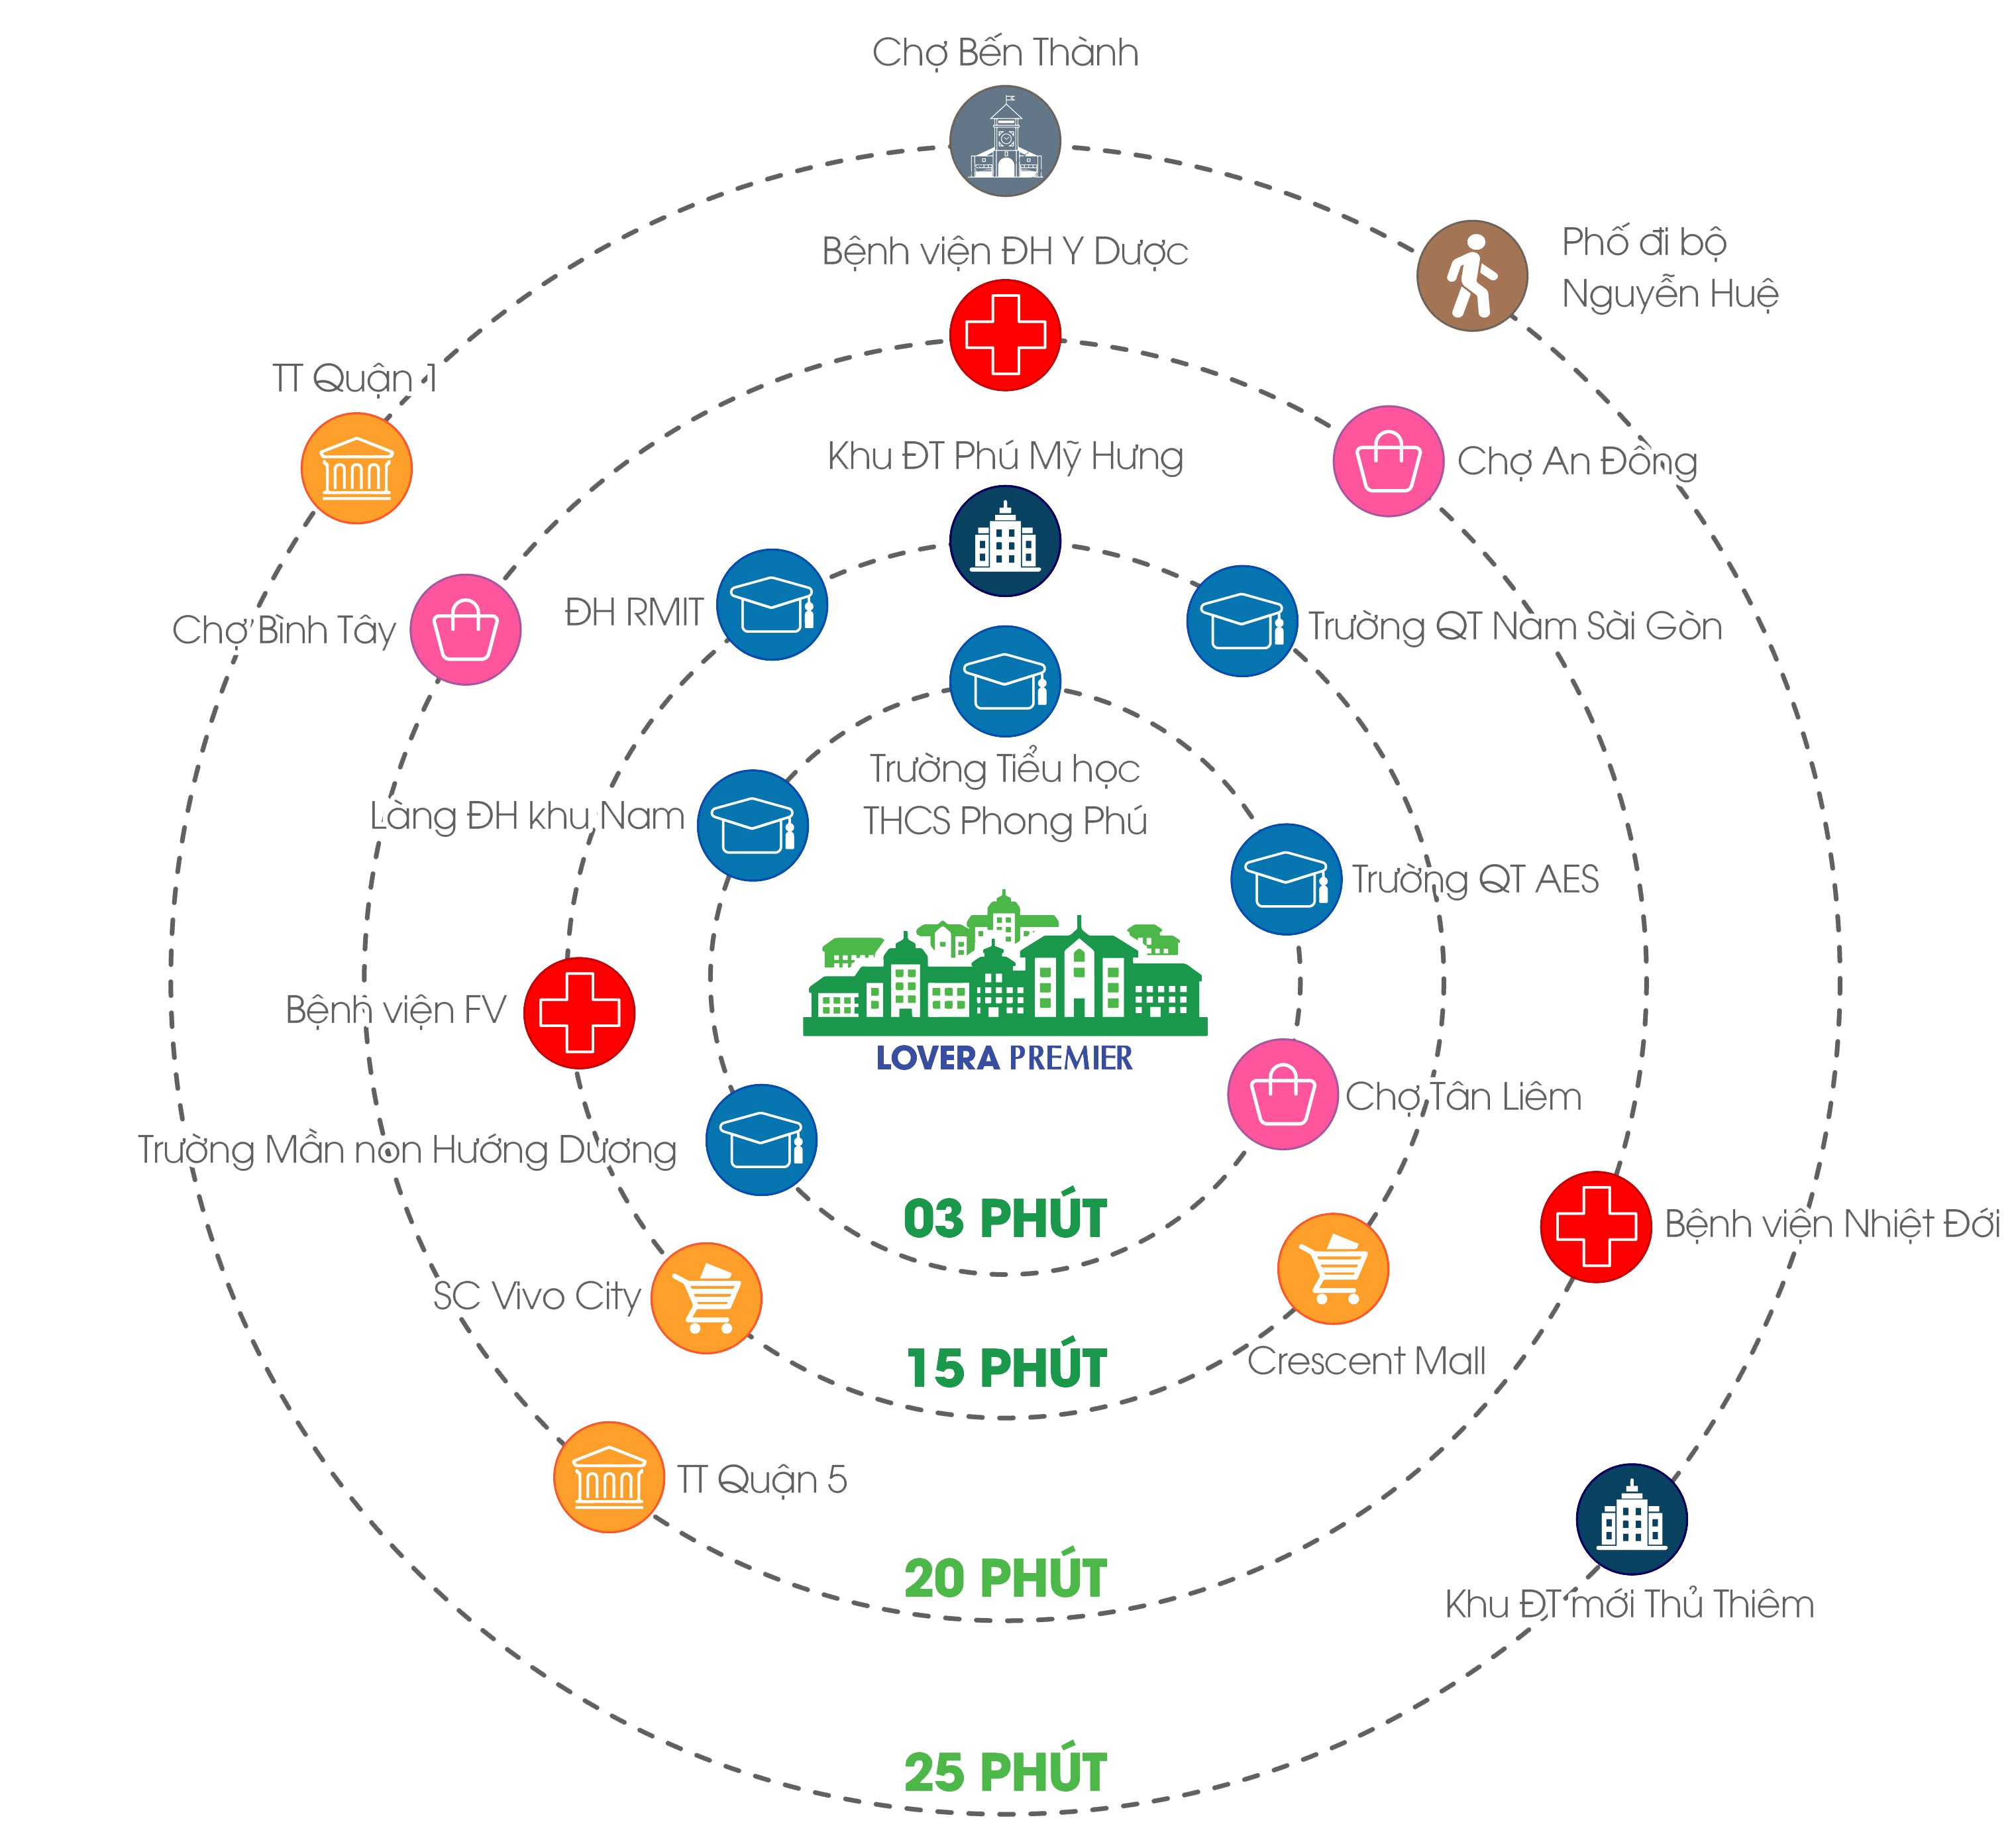 Chợ Bến Thành
Phố đi bộ
Nguyễn Huệ
Bệnh viện ĐH Y Dược
TT Quận 1
Khu ĐT Phú Mỹ Hưng
Chợ An Đông
ĐH RMIT
Trường QT Nam Sài Gòn
Chợ Bình Tây
Trường Tiểu học
THCS Phong Phú
Làng ĐH khu Nam
Trường QT AES
Bệnh viện FV
LOVERA PREMIER
Chợ Tân Liêm
Trường Mần non Hướng Dương
03 PHÚT
Bệnh viện Nhiệt Đới
SC Vivo City
15 PHÚT
Crescent Mall
TT Quận 5
20 PHÚT
Khu ĐT mới Thủ Thiêm
25 PHÚT